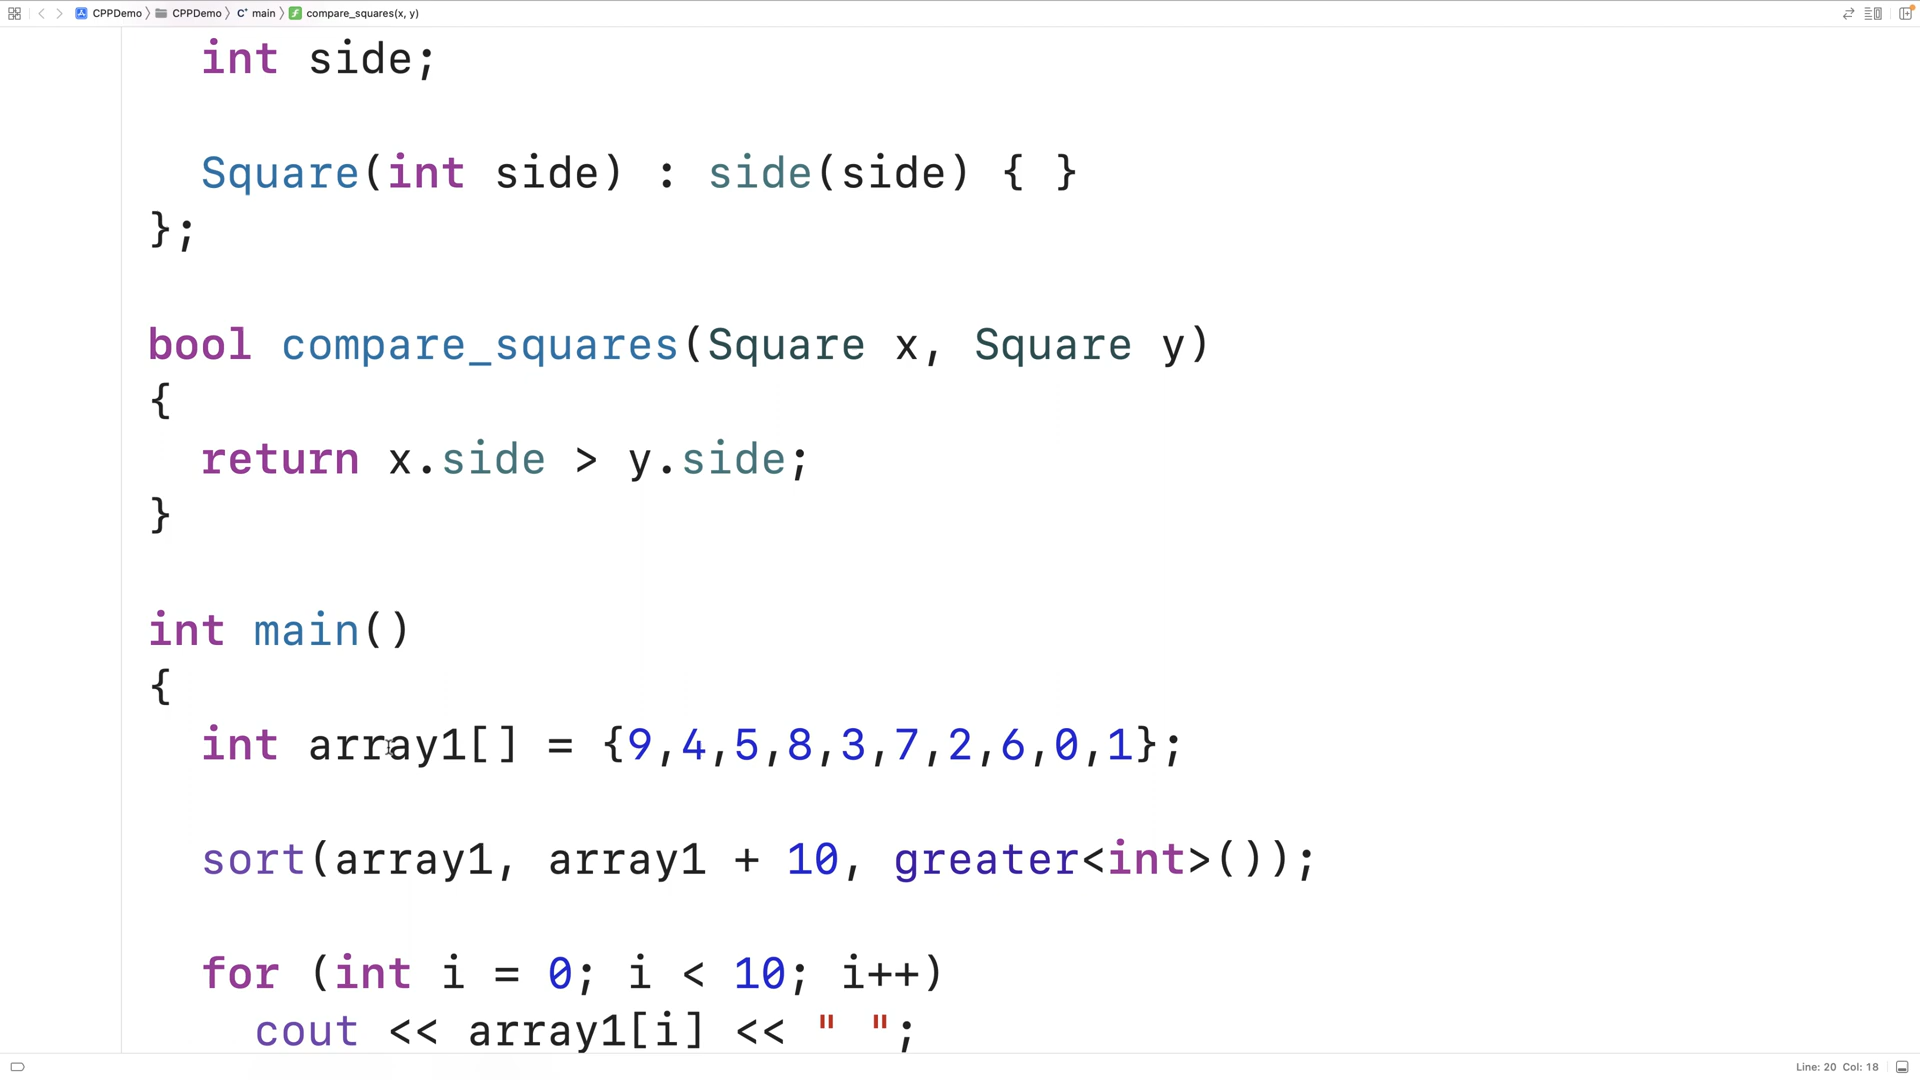 CPPDemo 〉 CPPDemo 〉 C⁺ main 〉 f compare_squares(x, y)
int side;
Square(int side) : side(side) { }
};
bool compare_squares(Square x, Square y)
{
return x.side > y.side;
}
int main()
{
int array1[] = {9,4,5,8,3,7,2,6,0,1};
sort(array1, array1 + 10, greater<int>());
for (int i = 0; i < 10; i++)
cout << array1[i] << " ";
Line: 20 Col: 18